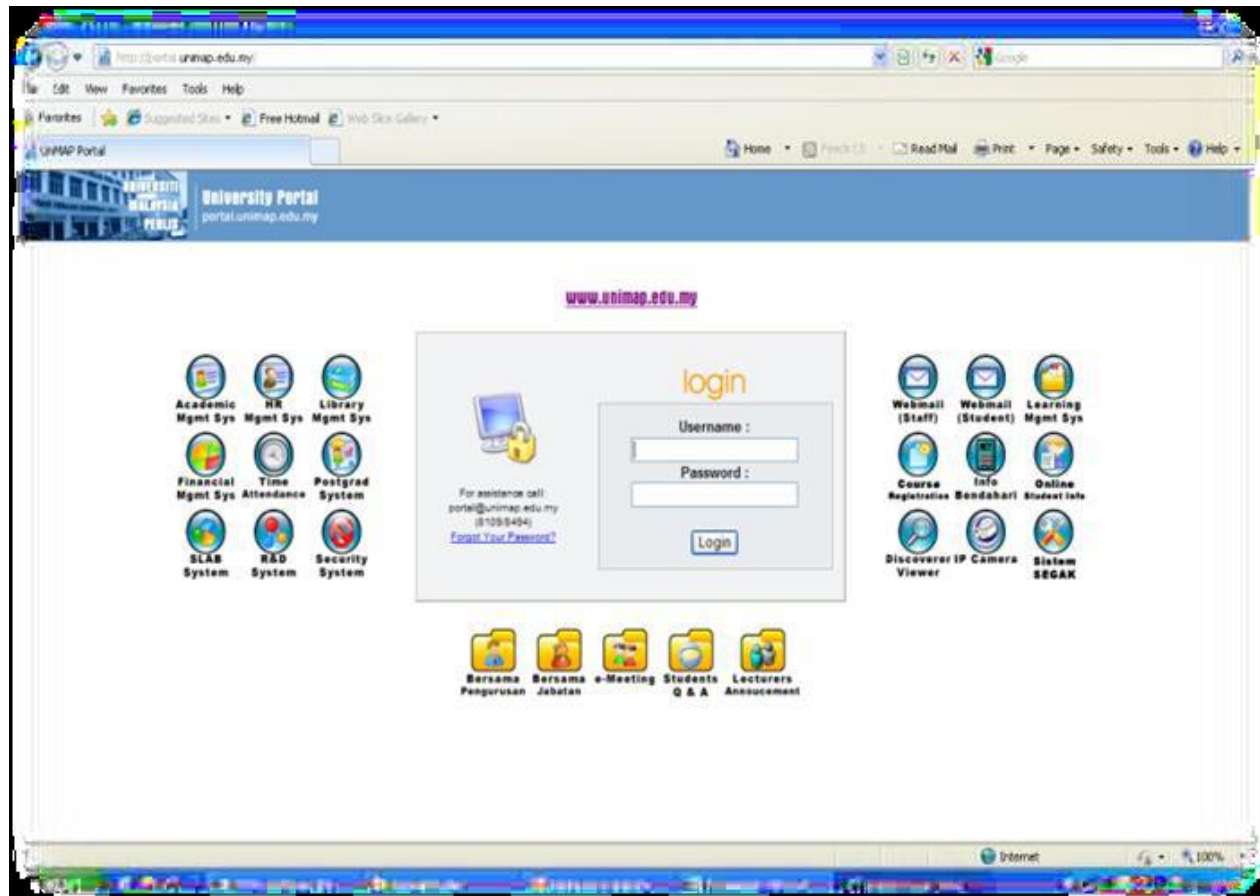 http://portal.unimap.edu.my/
Google
Edit View Favorites Tools Help
Favorites Suggested Sites Free Hotmail Web Slice Gallery
UniMAP Portal
Home Read Mail Print Page Safety Tools Help
UNIVERSITI
MALAYSIA
PERLIS
University Portal
portal.unimap.edu.my
www.unimap.edu.my
Academic
Mgmt Sys
HR
Mgmt Sys
Library
Mgmt Sys
Financial
Mgmt Sys
Time
Attendance
Postgrad
System
SLAB
System
R&D
System
Security
System
login
Username :
Password :
Login
For assistance call:
portal@unimap.edu.my
Forgot Your Password?
Webmail
(Staff)
Webmail
(Student)
Learning
Mgmt Sys
Course
Registration
Info
Bendahari
Online
Student Info
Discoverer
Viewer
IP Camera
Sistem
SEGAK
Bersama
Pengurusan
Bersama
Jabatan
e-Meeting
Students
Q & A
Lecturers
Annoucement
Internet
100%